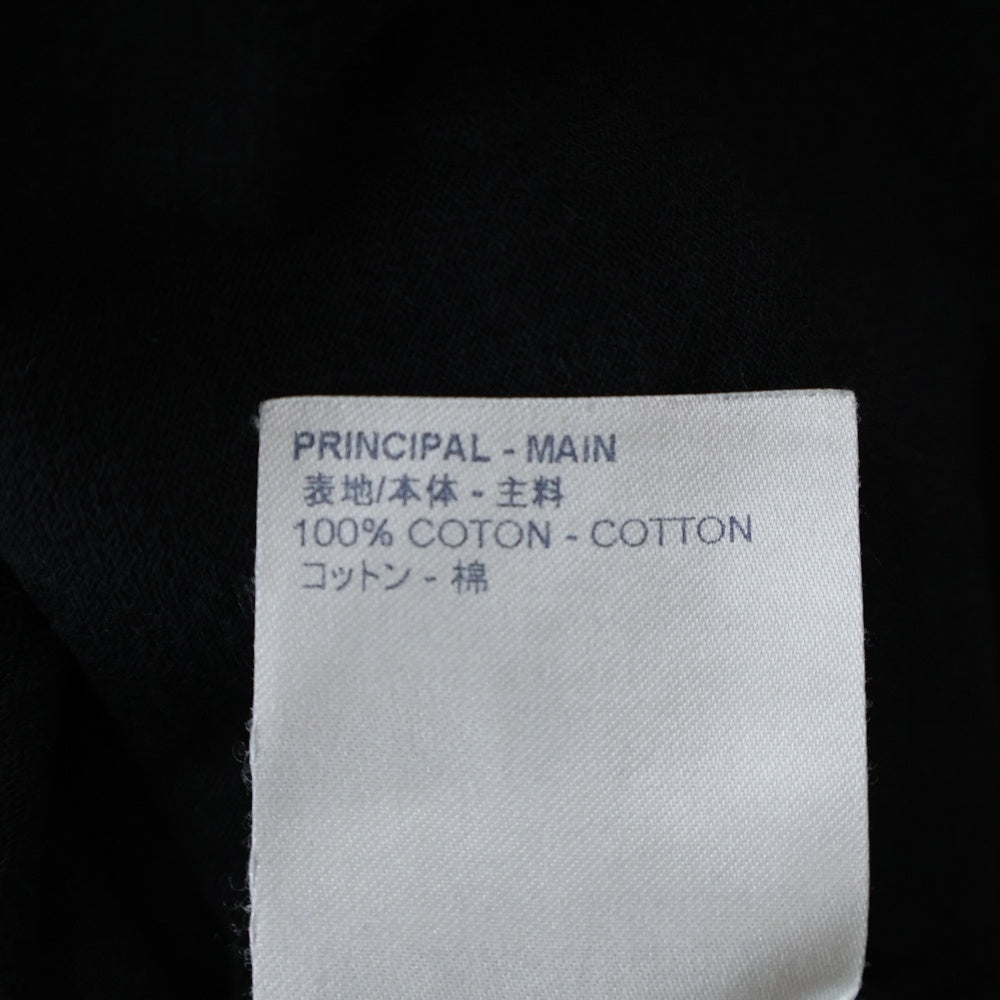 PRINCIPAL - MAIN
表地/本体 - 主料
100% COTON - COTTON
コットン - 棉